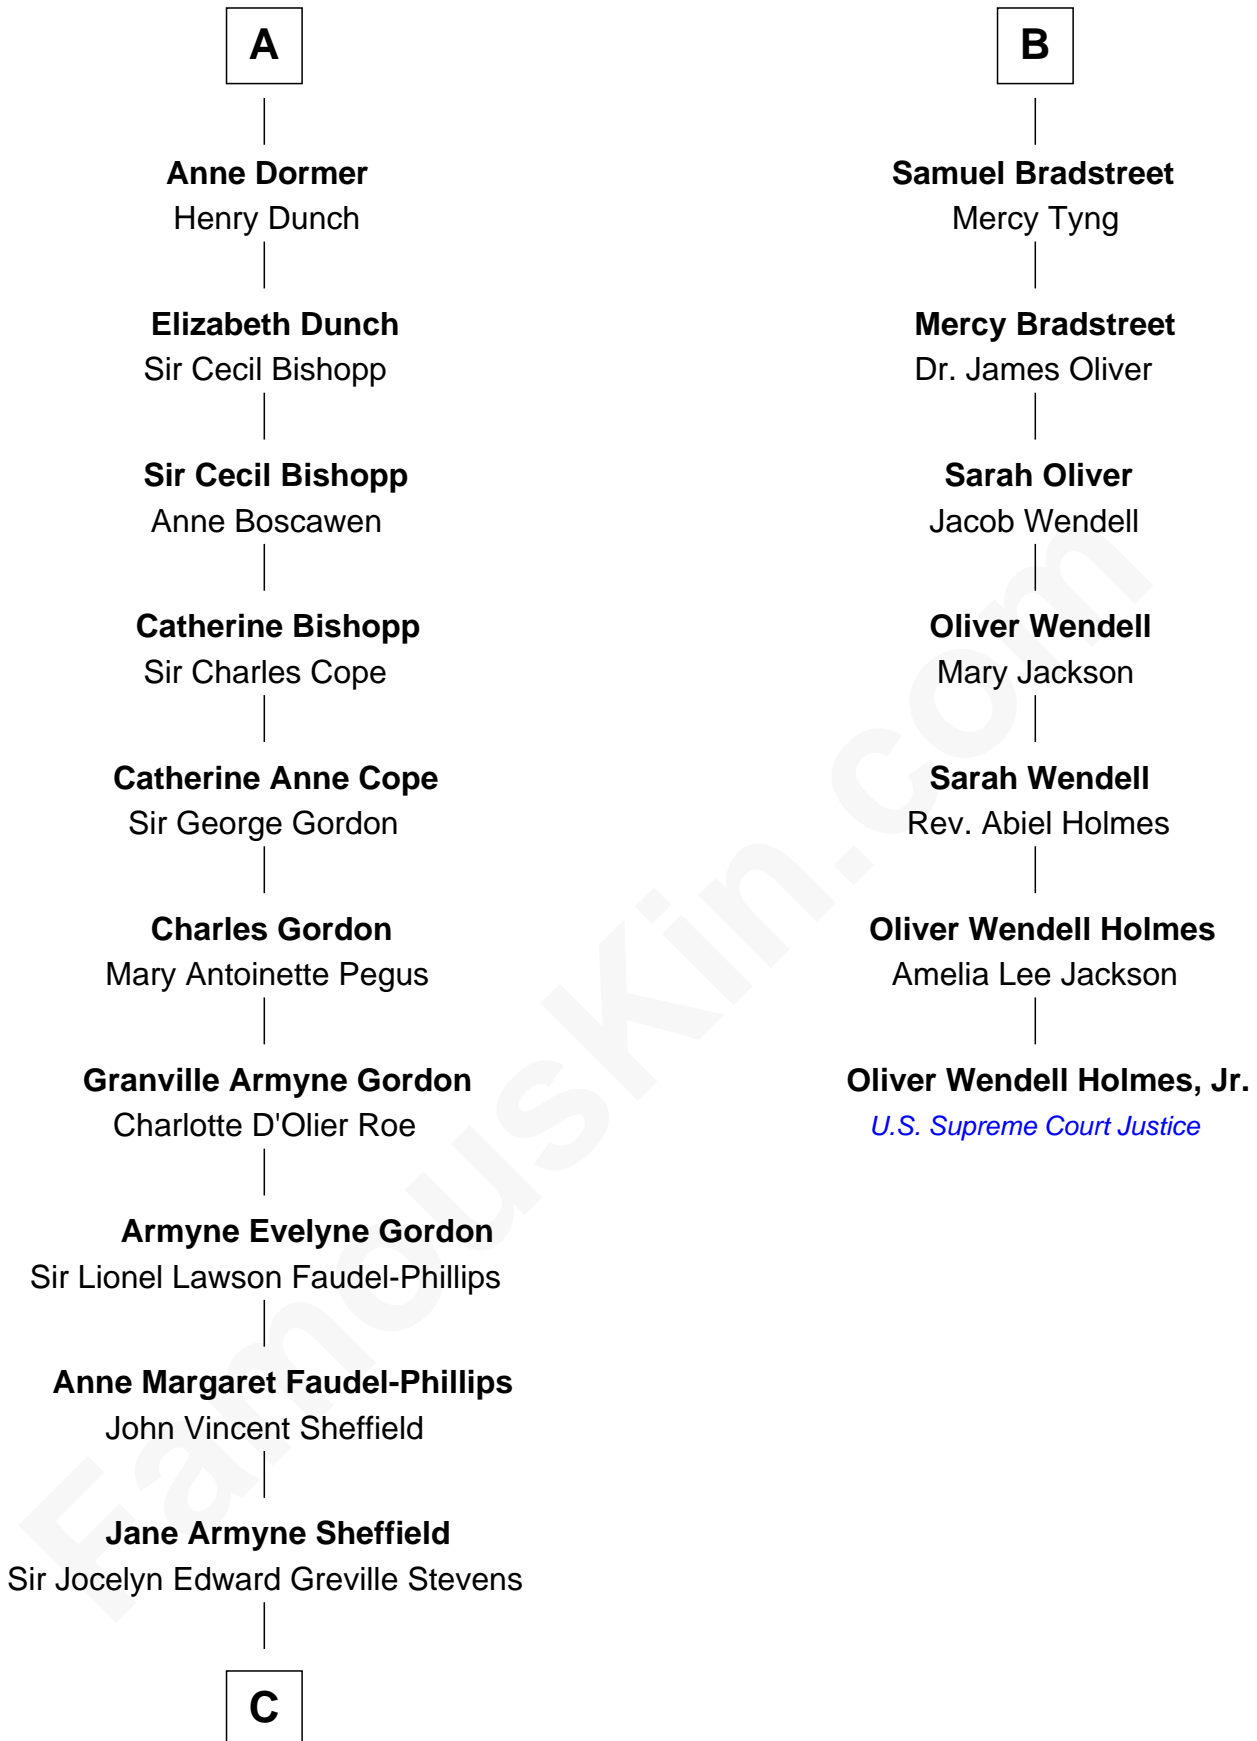 A
Anne Dormer
Henry Dunch
Elizabeth Dunch
Sir Cecil Bishopp
Sir Cecil Bishopp
Anne Boscawen
Catherine Bishopp
Sir Charles Cope
Catherine Anne Cope
Sir George Gordon
Charles Gordon
Mary Antoinette Pegus
Granville Armyne Gordon
Charlotte D'Olier Roe
Armyne Evelyne Gordon
Sir Lionel Lawson Faudel-Phillips
Anne Margaret Faudel-Phillips
John Vincent Sheffield
Jane Armyne Sheffield
Sir Jocelyn Edward Greville Stevens
C
B
Samuel Bradstreet
Mercy Tyng
Mercy Bradstreet
Dr. James Oliver
Sarah Oliver
Jacob Wendell
Oliver Wendell
Mary Jackson
Sarah Wendell
Rev. Abiel Holmes
Oliver Wendell Holmes
Amelia Lee Jackson
Oliver Wendell Holmes, Jr.
U.S. Supreme Court Justice
FamousKin.com